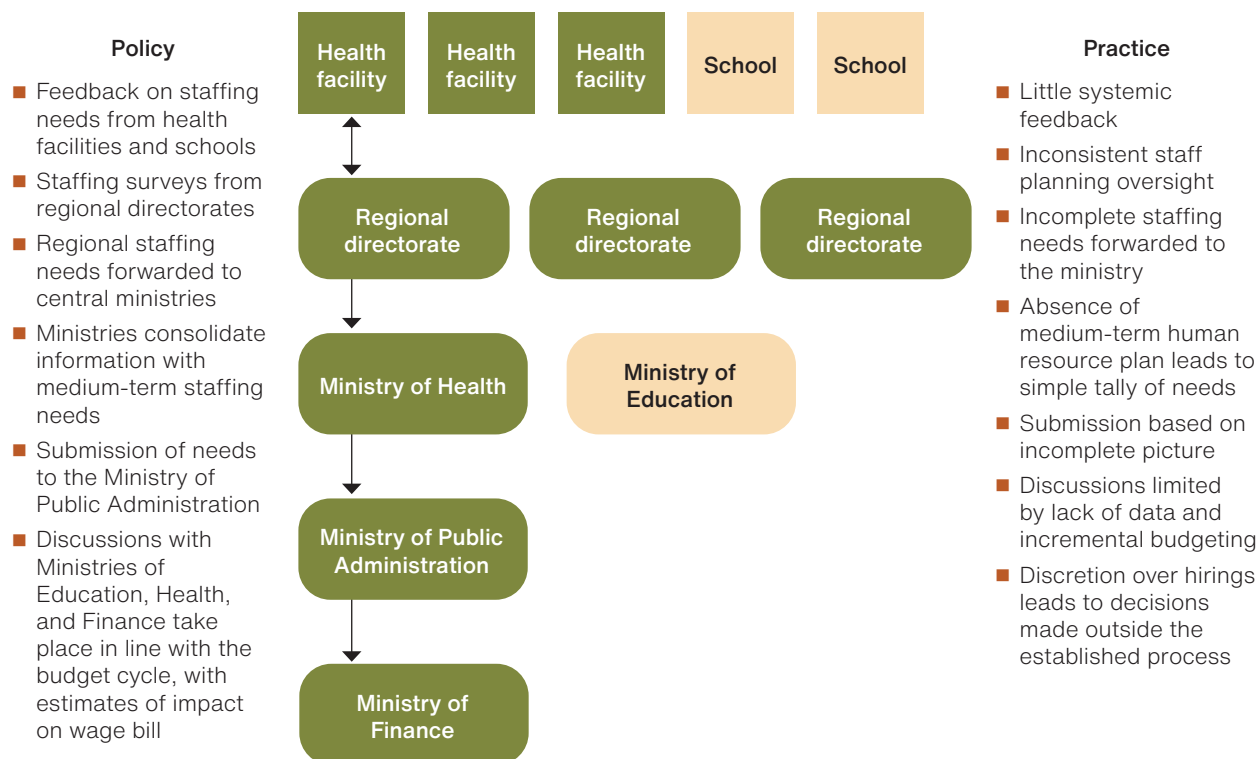 Policy
Feedback on staffing
needs from health
facilities and schools
Staffing surveys from
regional directorates
Regional staffing
needs forwarded to
central ministries
Ministries consolidate
information with
medium-term staffing
needs
Submission of needs
to the Ministry of
Public Administration
Discussions with
Ministries of
Education, Health,
and Finance take
place in line with the
budget cycle, with
estimates of impact
on wage bill
Health
facility
Health
facility
Health
facility
School
School
Regional
directorate
Regional
directorate
Regional
directorate
Ministry of Health
Ministry of
Education
Ministry of Public
Administration
Ministry of
Finance
Practice
Little systemic
feedback
Inconsistent staff
planning oversight
Incomplete staffing
needs forwarded to
the ministry
Absence of
medium-term human
resource plan leads to
simple tally of needs
Submission based on
incomplete picture
Discussions limited
by lack of data and
incremental budgeting
Discretion over hirings
leads to decisions
made outside the
established process